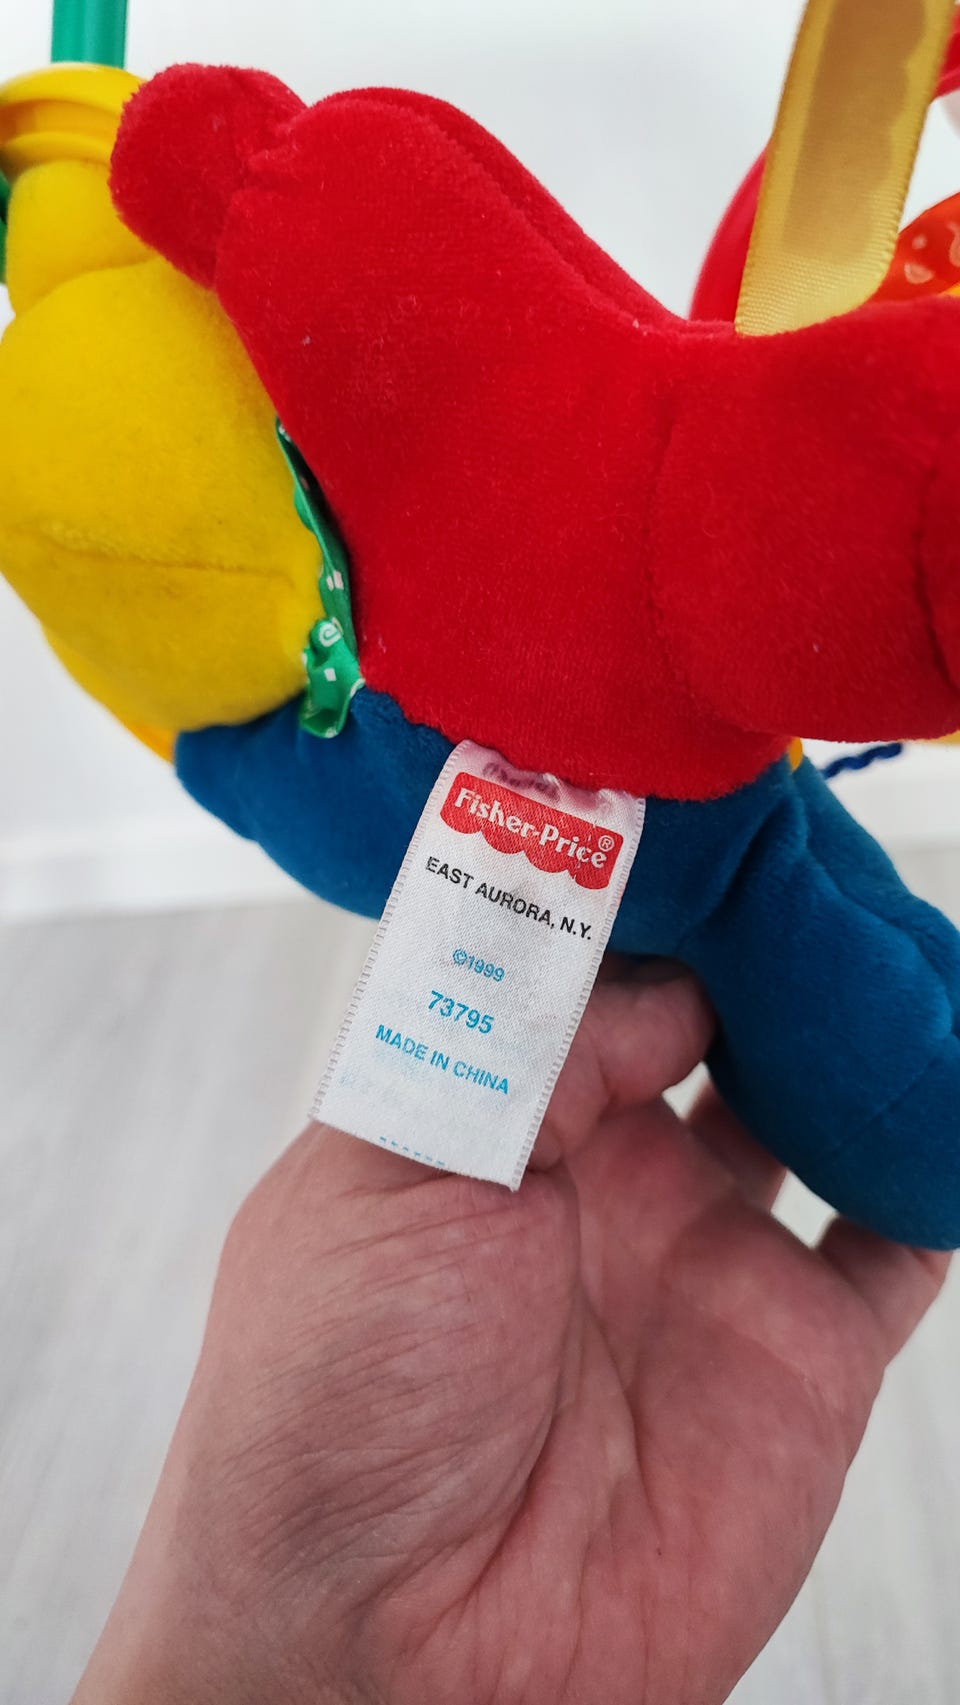 Fisher-Price®
EAST AURORA, N.Y.
©1999
73795
MADE IN CHINA